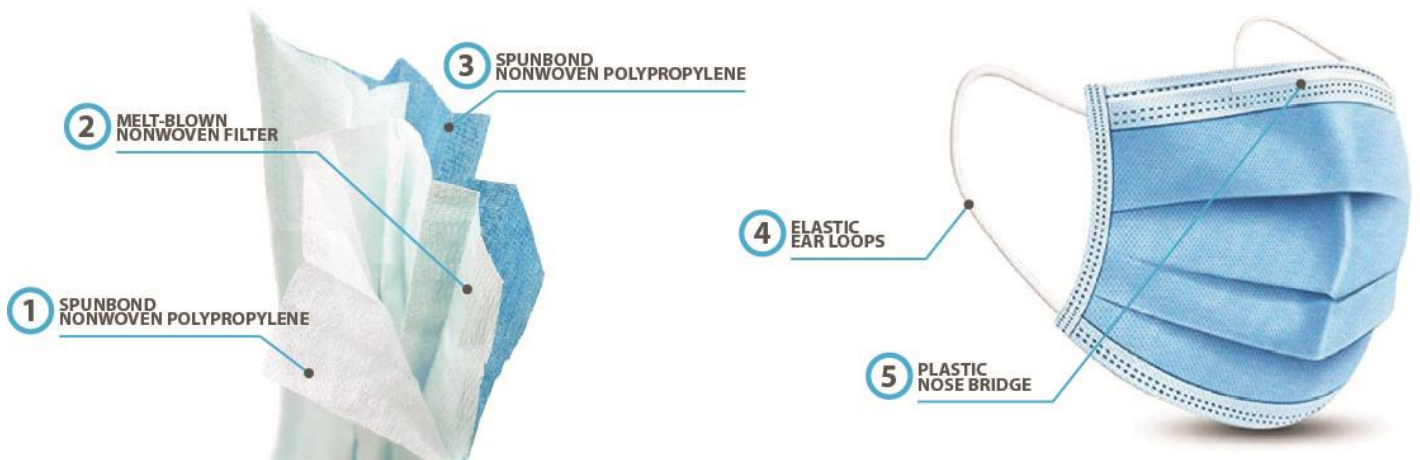 3 SPUNBOND
NONWOVEN POLYPROPYLENE
2 MELT-BLOWN
NONWOVEN FILTER
1 SPUNBOND
NONWOVEN POLYPROPYLENE
4 ELASTIC
EAR LOOPS
5 PLASTIC
NOSE BRIDGE